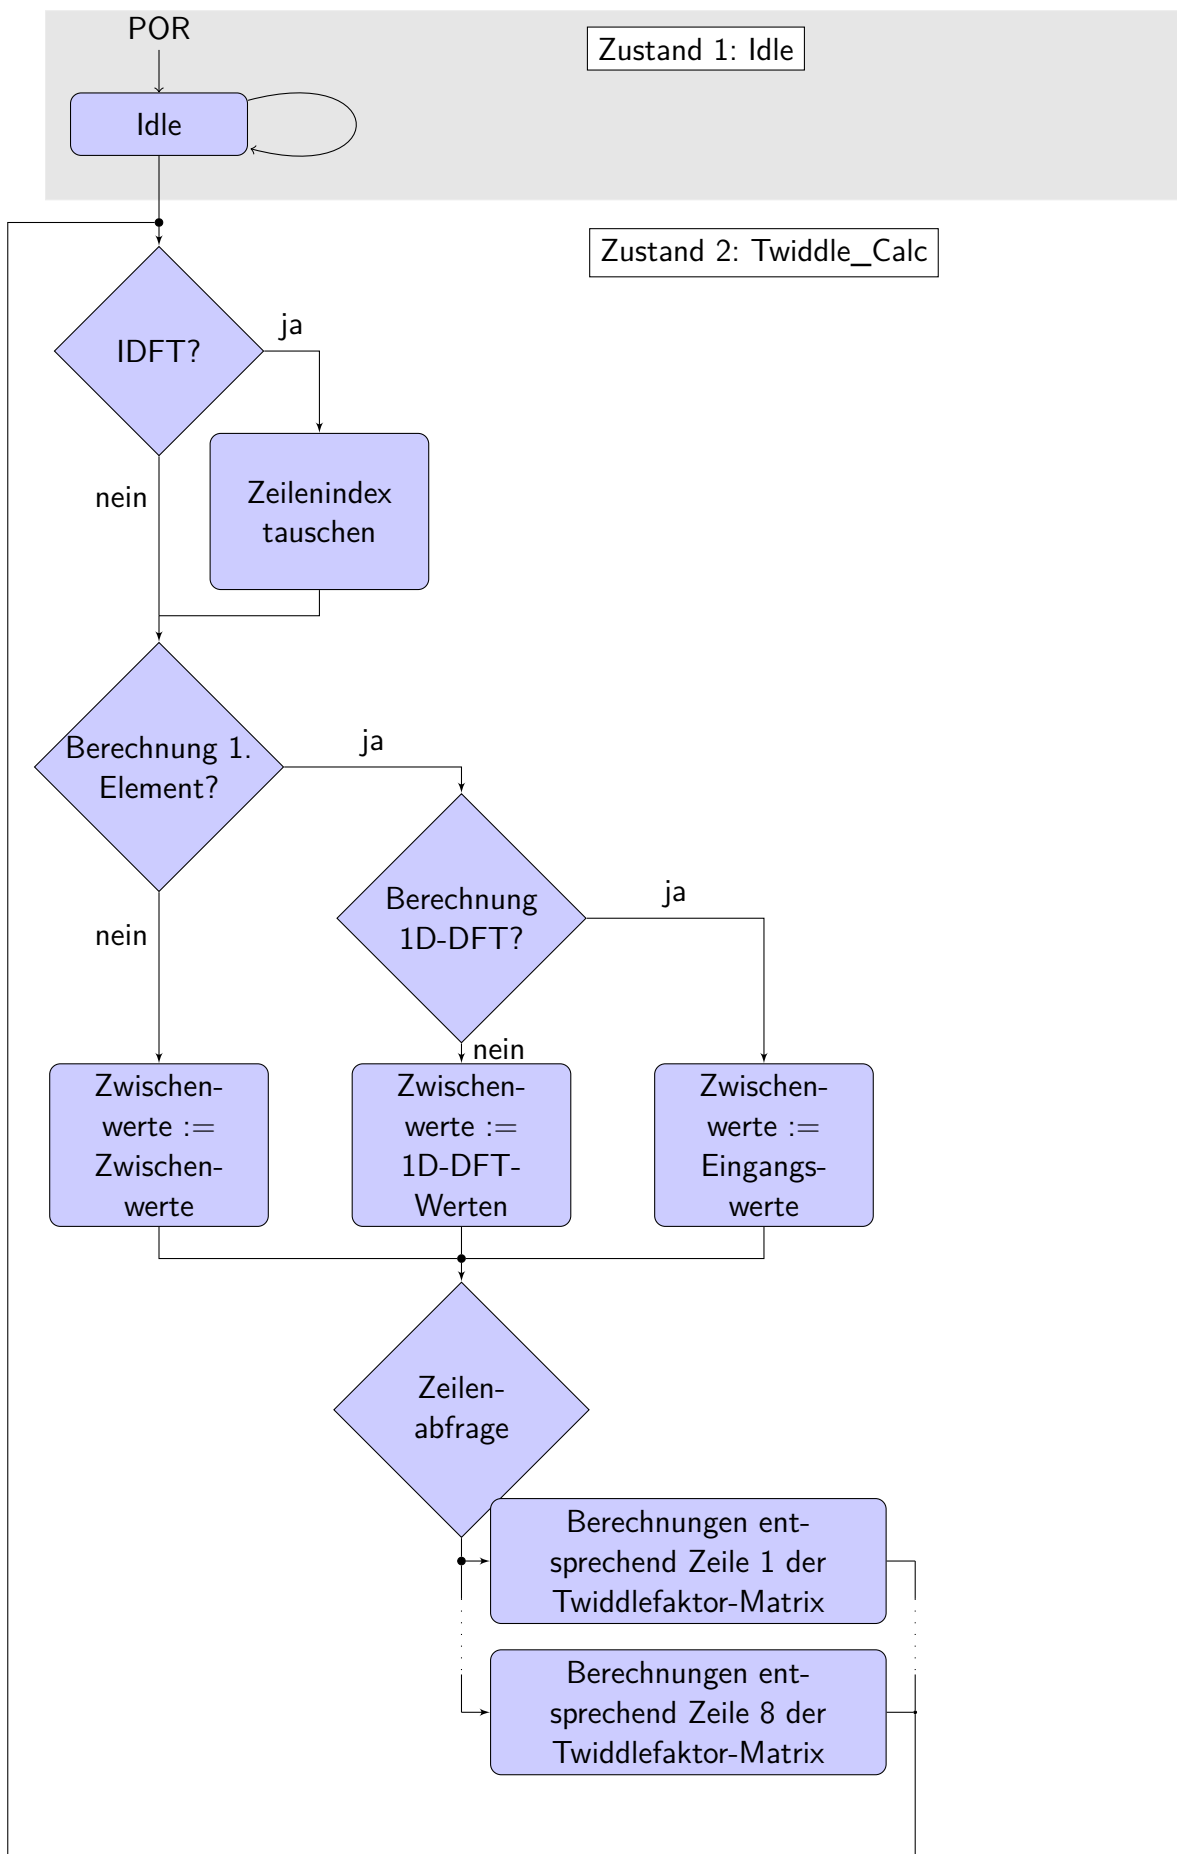 POR
Zustand 1: Idle
Idle
Zustand 2: Twiddle_Calc
IDFT?
ja
nein
Zeilenindex
tauschen
Berechnung 1.
Element?
ja
nein
Berechnung
1D-DFT?
ja
nein
Zwischen-
werte :=
Zwischen-
werte
Zwischen-
werte :=
1D-DFT-
Werten
Zwischen-
werte :=
Eingangs-
werte
Zeilen-
abfrage
Berechnungen ent-
sprechend Zeile 1 der
Twiddlefaktor-Matrix
Berechnungen ent-
sprechend Zeile 8 der
Twiddlefaktor-Matrix